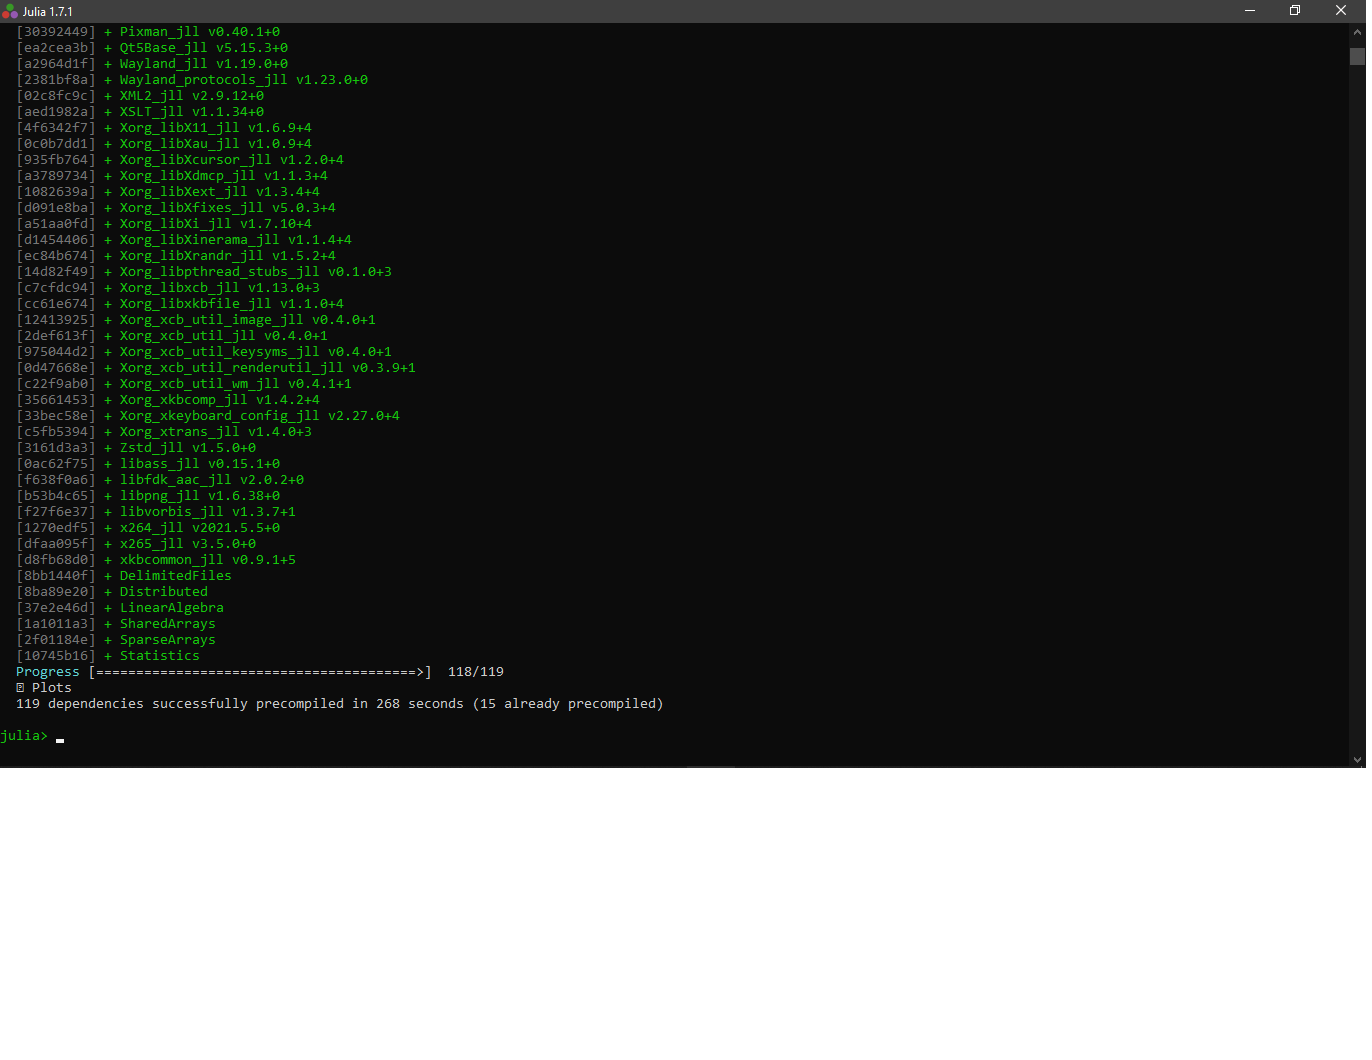 Julia 1.7.1
[30392449] + Pixman_jll v0.40.1+0
[ea2cea3b] + Qt5Base_jll v5.15.3+0
[a2964d1f] + Wayland_jll v1.19.0+0
[2381bf8a] + Wayland_protocols_jll v1.23.0+0
[02c8fc9c] + XML2_jll v2.9.12+0
[aed1982a] + XSLT_jll v1.1.34+0
[4f6342f7] + Xorg_libX11_jll v1.6.9+4
[0c0b7dd1] + Xorg_libXau_jll v1.0.9+4
[935fb764] + Xorg_libXcursor_jll v1.2.0+4
[a3789734] + Xorg_libXdmcp_jll v1.1.3+4
[1082639a] + Xorg_libXext_jll v1.3.4+4
[d091e8ba] + Xorg_libXfixes_jll v5.0.3+4
[a51aa0fd] + Xorg_libXi_jll v1.7.10+4
[d1454406] + Xorg_libXinerama_jll v1.1.4+4
[ec84b674] + Xorg_libXrandr_jll v1.5.2+4
[14d82f49] + Xorg_libpthread_stubs_jll v0.1.0+3
[c7cfdc94] + Xorg_libxcb_jll v1.13.0+3
[cc61e674] + Xorg_libxkbfile_jll v1.1.0+4
[12413925] + Xorg_xcb_util_image_jll v0.4.0+1
[2def613f] + Xorg_xcb_util_jll v0.4.0+1
[975044d2] + Xorg_xcb_util_keysyms_jll v0.4.0+1
[0d47668e] + Xorg_xcb_util_renderutil_jll v0.3.9+1
[c22f9ab0] + Xorg_xcb_util_wm_jll v0.4.1+1
[35661453] + Xorg_xkbcomp_jll v1.4.2+4
[33bec58e] + Xorg_xkeyboard_config_jll v2.27.0+4
[c5fb5394] + Xorg_xtrans_jll v1.4.0+3
[3161d3a3] + Zstd_jll v1.5.0+0
[0ac62f75] + libass_jll v0.15.1+0
[f638f0a6] + libfdk_aac_jll v2.0.2+0
[b53b4c65] + libpng_jll v1.6.38+0
[f27f6e37] + libvorbis_jll v1.3.7+1
[1270edf5] + x264_jll v2021.5.5+0
[dfaa095f] + x265_jll v3.5.0+0
[d8fb68d0] + xkbcommon_jll v0.9.1+5
[8bb1440f] + DelimitedFiles
[8ba89e20] + Distributed
[37e2e46d] + LinearAlgebra
[1a1011a3] + SharedArrays
[2f01184e] + SparseArrays
[10745b16] + Statistics
Progress [========================================>] 118/119
Plots
119 dependencies successfully precompiled in 268 seconds (15 already precompiled)
julia>